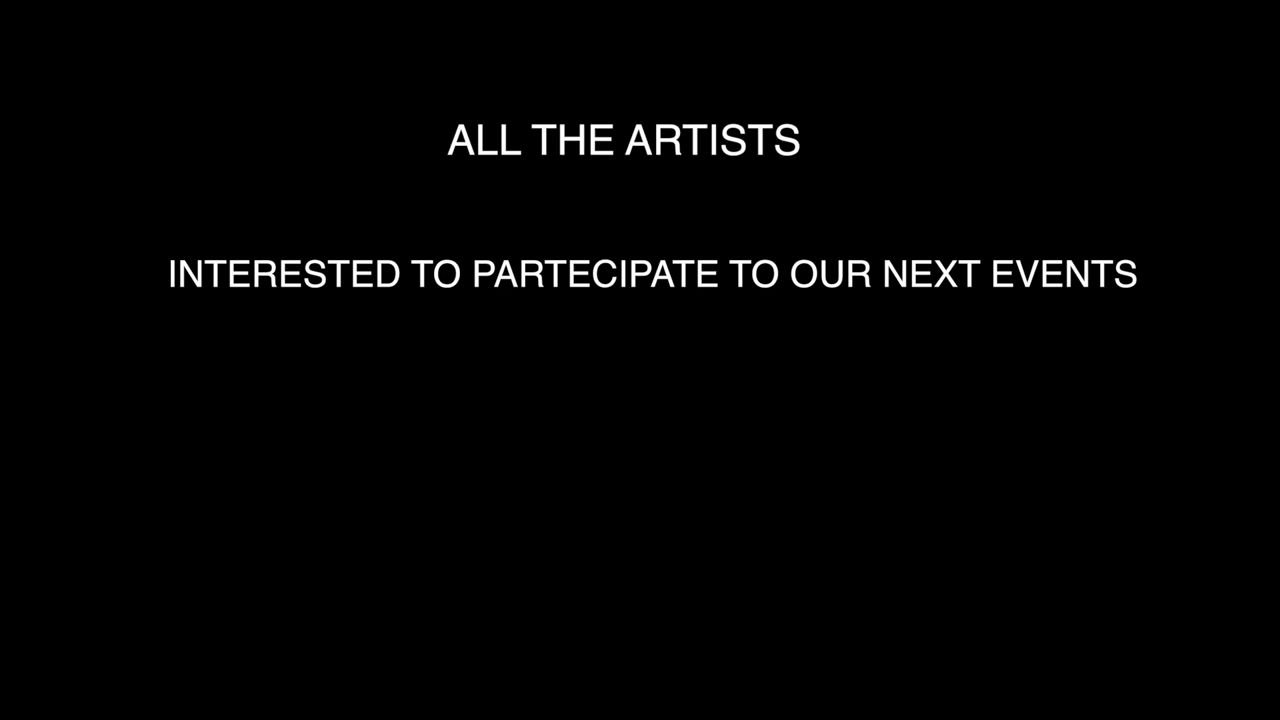 ALL THE ARTISTS
INTERESTED TO PARTECIPATE TO OUR NEXT EVENTS